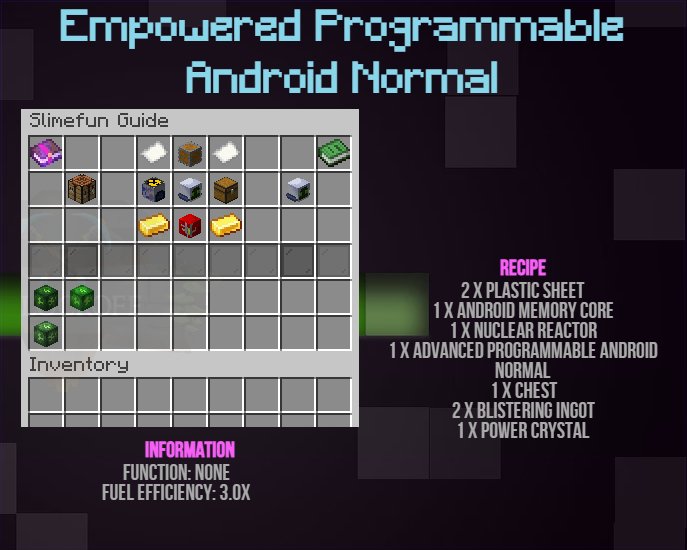 Empowered Programmable
Android Normal
Slimefun Guide
Inventory
RECIPE
2 X PLASTIC SHEET
1 X ANDROID MEMORY CORE
1 X NUCLEAR REACTOR
1 X ADVANCED PROGRAMMABLE ANDROID
NORMAL
1 X CHEST
2 X BLISTERING INGOT
1 X POWER CRYSTAL
INFORMATION
FUNCTION: NONE
FUEL EFFICIENCY: 3.0X